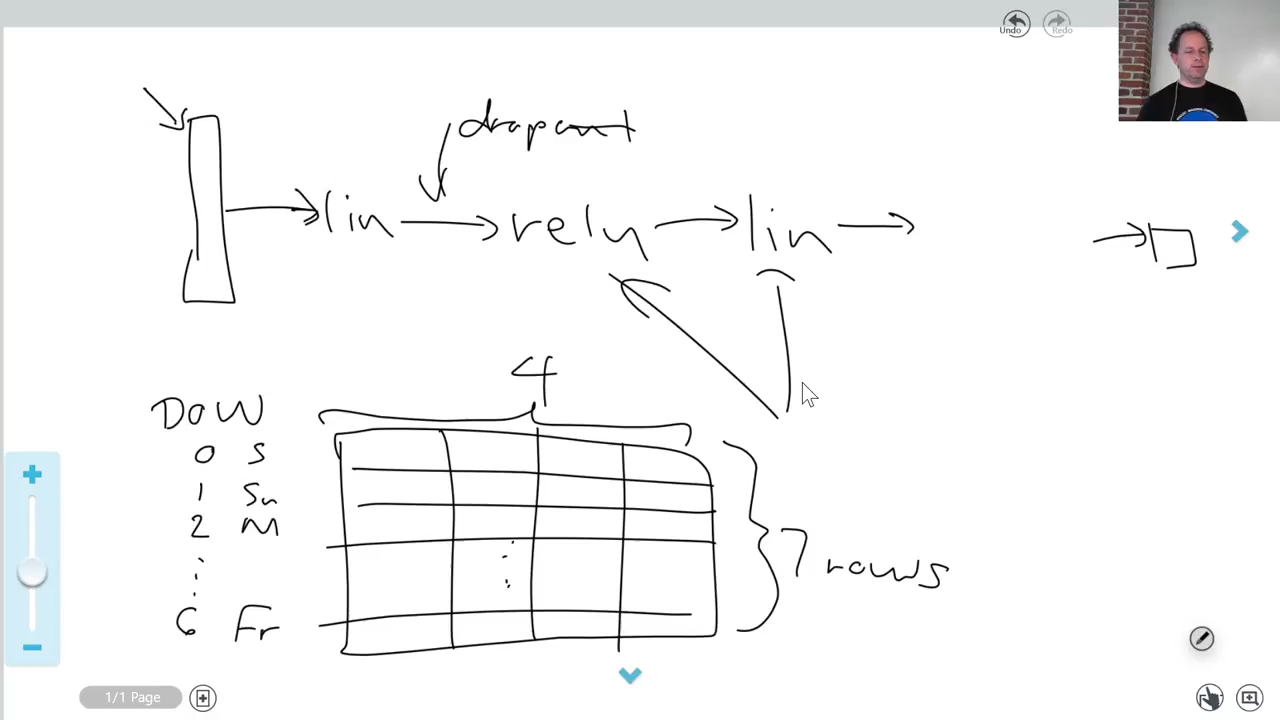 Undo Redo
dropout
lin relu lin
4
DOW
0 S
1 Su
2 M
6 Fr
7 rows
1/1 Page